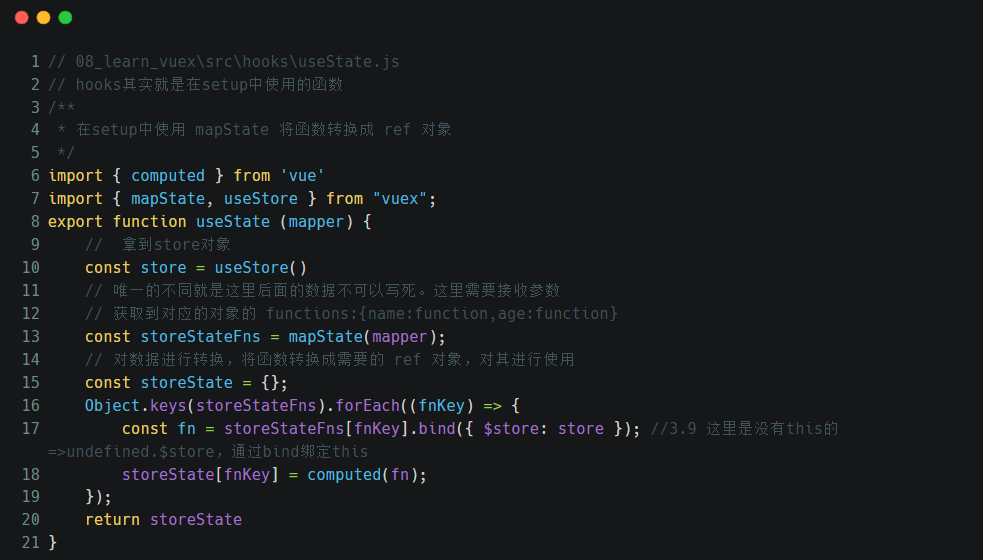 1 // 08_learn_vuex\src\hooks\useState.js
2 // hooks其实就是在setup中使用的函数
3 /**
4  * 在setup中使用 mapState 将函数转换成 ref 对象
5  */
6 import { computed } from 'vue'
7 import { mapState, useStore } from "vuex";
8 export function useState (mapper) {
9     //  拿到store对象
10     const store = useStore()
11     // 唯一的不同就是这里后面的数据不可以写死。这里需要接收参数
12     // 获取到对应的对象的 functions:{name:function,age:function}
13     const storeStateFns = mapState(mapper);
14     // 对数据进行转换，将函数转换成需要的 ref 对象，对其进行使用
15     const storeState = {};
16     Object.keys(storeStateFns).forEach((fnKey) => {
17         const fn = storeStateFns[fnKey].bind({ $store: store }); //3.9 这里是没有this的
=>undefined.$store，通过bind绑定this
18         storeState[fnKey] = computed(fn);
19     });
20     return storeState
21 }